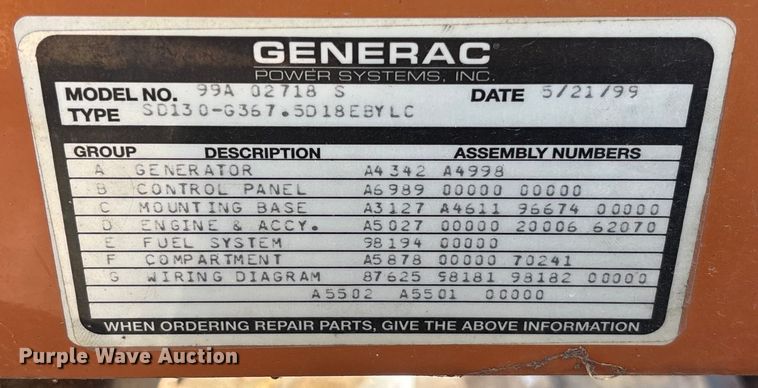 GENERAC
POWER SYSTEMS, INC.
MODEL NO. 99A 02718 S DATE 5/21/99
TYPE SD130-G367.5D18EBYLC
GROUP DESCRIPTION ASSEMBLY NUMBERS
A GENERATOR A4342 A4998
B CONTROL PANEL A6989 00000 00000
C MOUNTING BASE A3127 A4611 96674 00000
D ENGINE & ACCY. A5027 00000 20006 62070
E FUEL SYSTEM 98194 00000
F COMPARTMENT A5878 00000 70241
G WIRING DIAGRAM 87625 98181 98182 00000
A5502 A5501 00000
WHEN ORDERING REPAIR PARTS, GIVE THE ABOVE INFORMATION
Purple Wave Auction